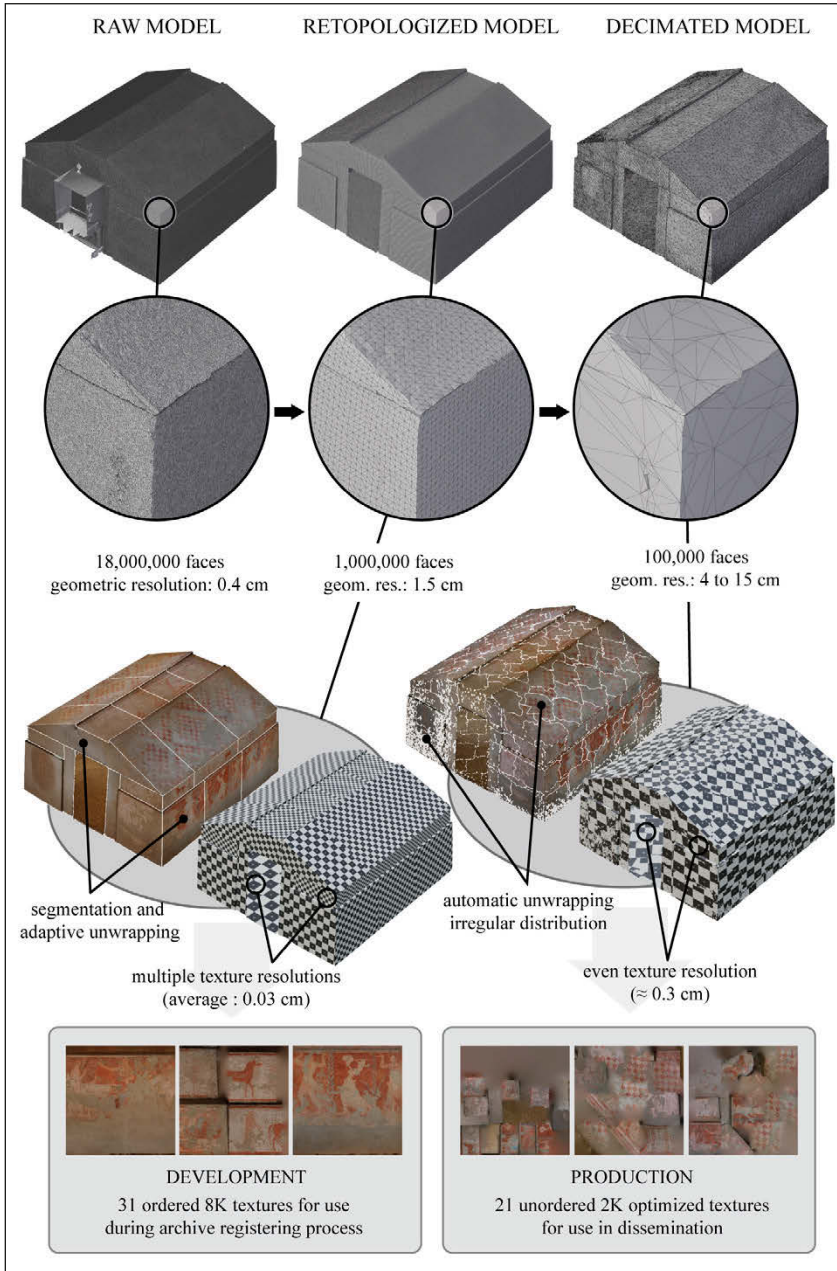 RAW MODEL
RETOPOLOGIZED MODEL
DECIMATED MODEL
18,000,000 faces
geometric resolution: 0.4 cm
1,000,000 faces
geom. res.: 1.5 cm
100,000 faces
geom. res.: 4 to 15 cm
segmentation and
adaptive unwrapping
multiple texture resolutions
(average : 0.03 cm)
automatic unwrapping
irregular distribution
even texture resolution
(≈ 0.3 cm)
DEVELOPMENT
31 ordered 8K textures for use
during archive registering process
PRODUCTION
21 unordered 2K optimized textures
for use in dissemination